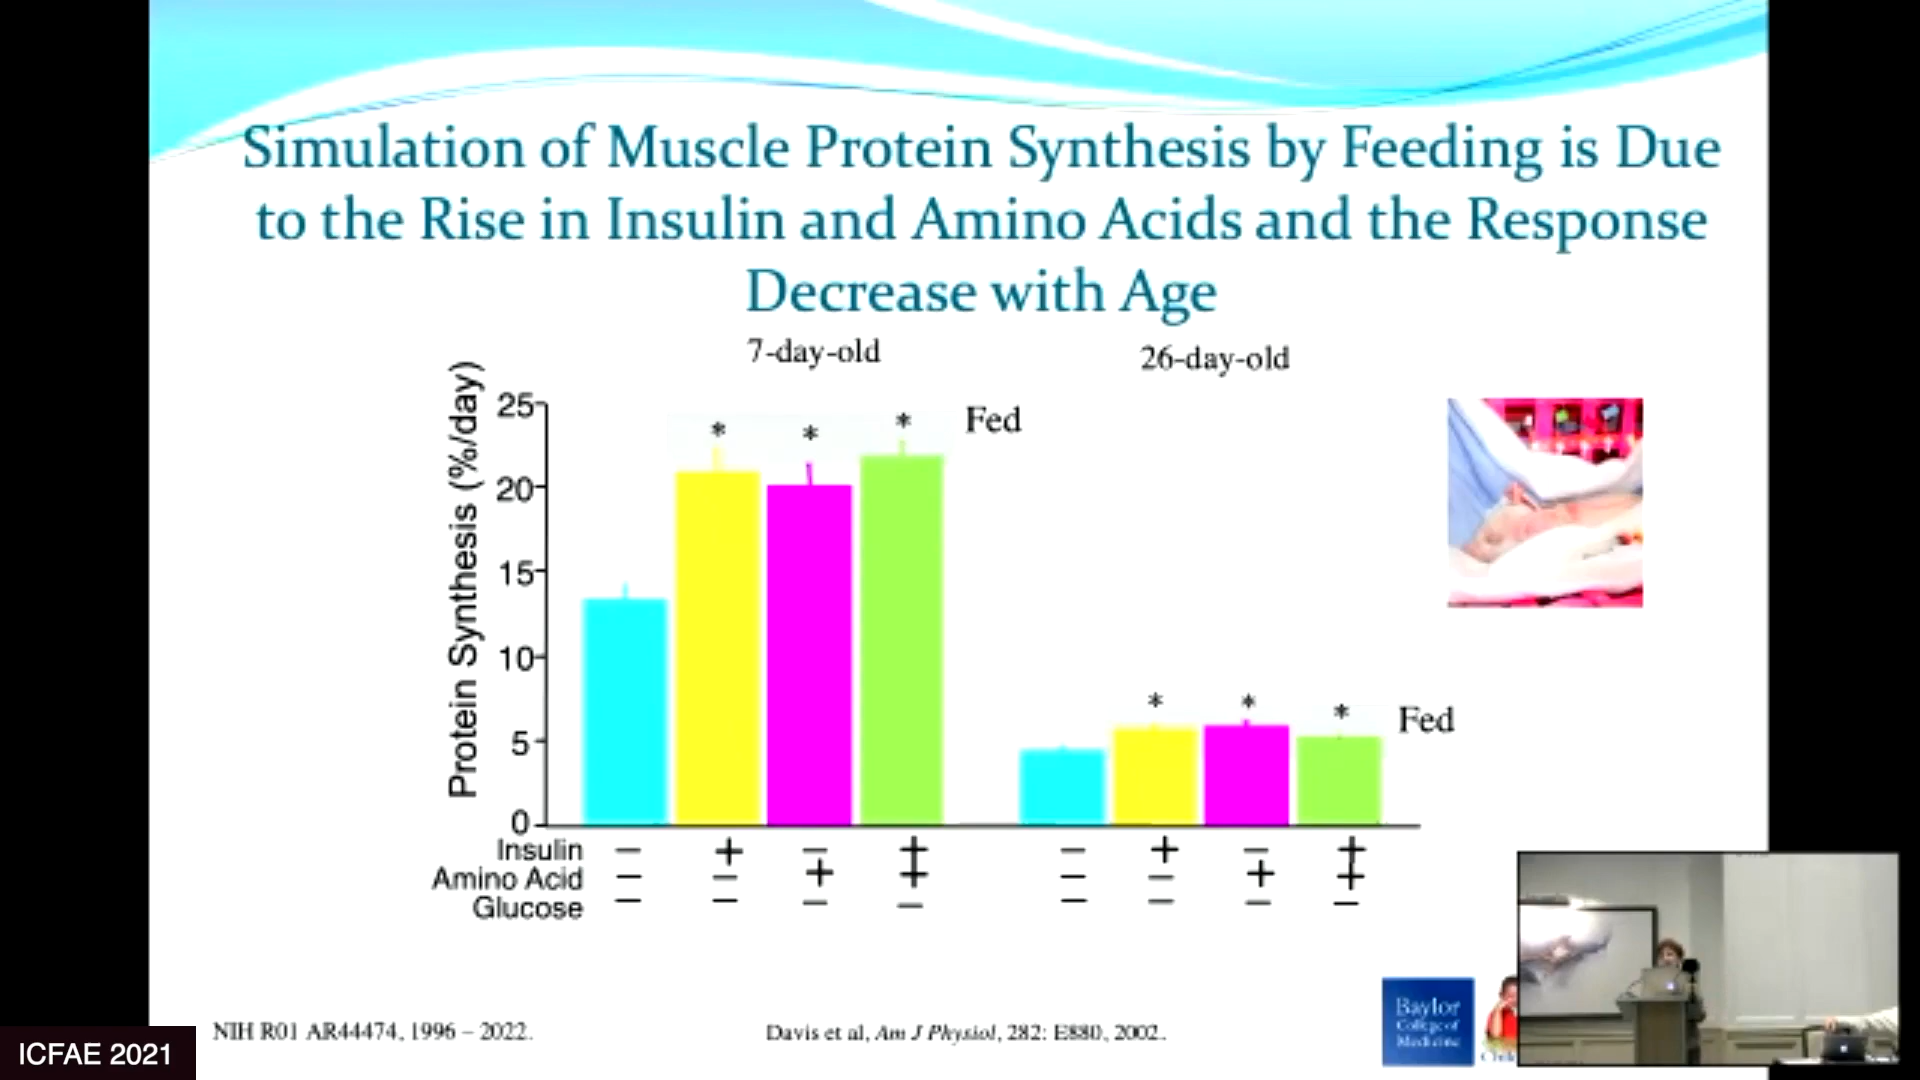 Simulation of Muscle Protein Synthesis by Feeding is Due
to the Rise in Insulin and Amino Acids and the Response
Decrease with Age
7-day-old
26-day-old
Protein Synthesis (%/day)
25
20
15
10
5
0
* * * Fed
* * * Fed
Insulin − + − + − + − +
Amino Acid − − + + − − + +
Glucose − − − − − − − −
Baylor
College of
Medicine
NIH R01 AR44474, 1996 – 2022.
Davis et al, Am J Physiol, 282: E880, 2002.
ICFAE 2021